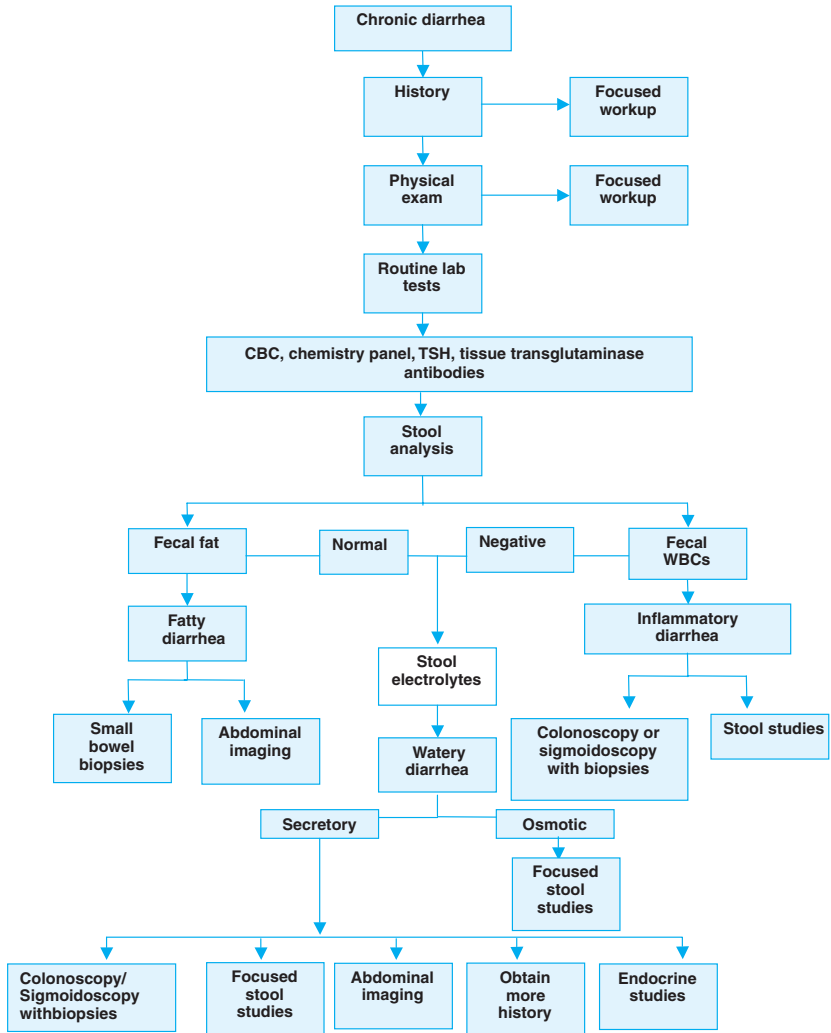 Chronic diarrhea
History
Focused
workup
Physical
exam
Focused
workup
Routine lab
tests
CBC, chemistry panel, TSH, tissue transglutaminase
antibodies
Stool
analysis
Fecal fat
Normal
Negative
Fecal
WBCs
Fatty
diarrhea
Inflammatory
diarrhea
Stool
electrolytes
Small
bowel
biopsies
Abdominal
imaging
Watery
diarrhea
Colonoscopy or
sigmoidoscopy
with biopsies
Stool studies
Secretory
Osmotic
Focused
stool
studies
Colonoscopy/
Sigmoidoscopy
withbiopsies
Focused
stool
studies
Abdominal
imaging
Obtain
more
history
Endocrine
studies